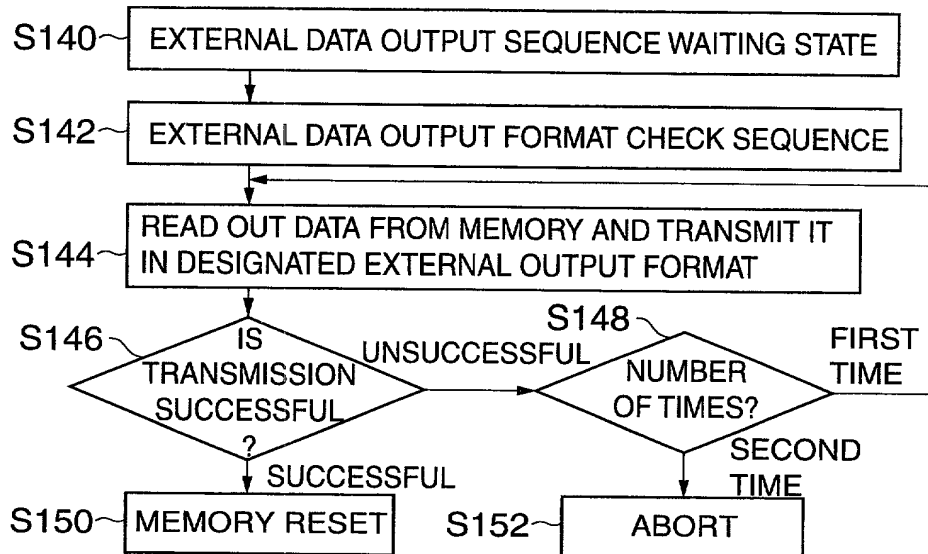 S140 EXTERNAL DATA OUTPUT SEQUENCE WAITING STATE
S142 EXTERNAL DATA OUTPUT FORMAT CHECK SEQUENCE
READ OUT DATA FROM MEMORY AND TRANSMIT IT
S144 IN DESIGNATED EXTERNAL OUTPUT FORMAT
S146
IS
TRANSMISSION
SUCCESSFUL
?
UNSUCCESSFUL
S148
NUMBER
OF TIMES?
FIRST
TIME
SUCCESSFUL
SECOND
TIME
S150 MEMORY RESET
S152 ABORT